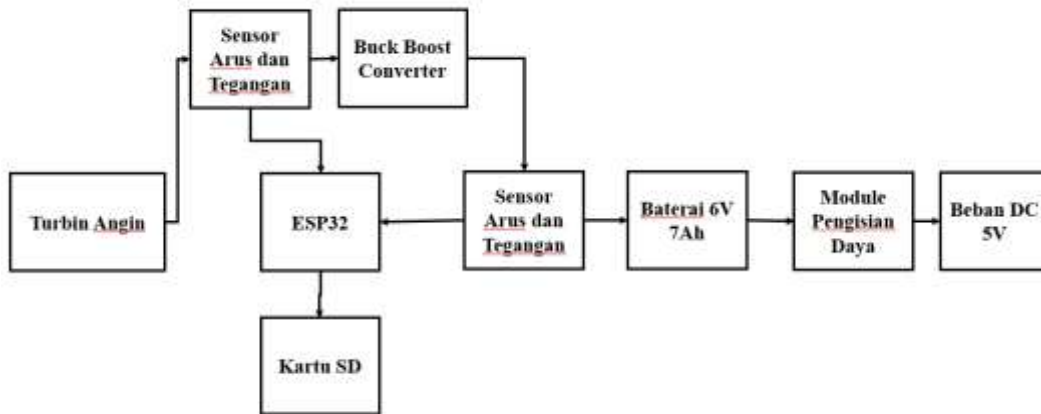 Sensor
Arus dan
Tegangan
Buck Boost
Converter
Turbin Angin
ESP32
Sensor
Arus dan
Tegangan
Baterai 6V
7Ah
Module
Pengisian
Daya
Beban DC
5V
Kartu SD